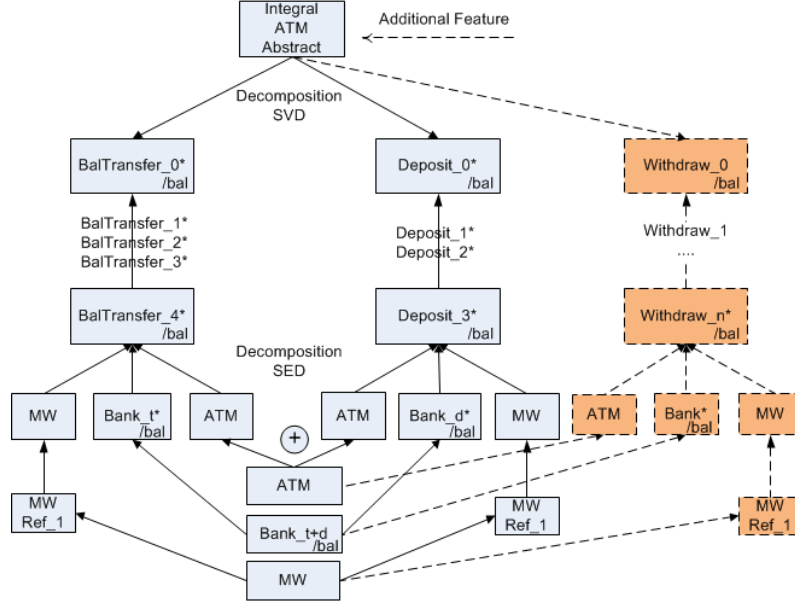 Integral
ATM
Abstract
Additional Feature
Decomposition
SVD
BalTransfer_0*
/bal
Deposit_0*
/bal
Withdraw_0
/bal
BalTransfer_1*
BalTransfer_2*
BalTransfer_3*
Deposit_1*
Deposit_2*
Withdraw_1
....
BalTransfer_4*
/bal
Deposit_3*
/bal
Withdraw_n*
/bal
Decomposition
SED
MW
Bank_t*
/bal
ATM
ATM
Bank_d*
/bal
MW
ATM
Bank*
/bal
MW
+
ATM
MW
Ref_1
Bank_t+d
/bal
MW
Ref_1
MW
Ref_1
MW